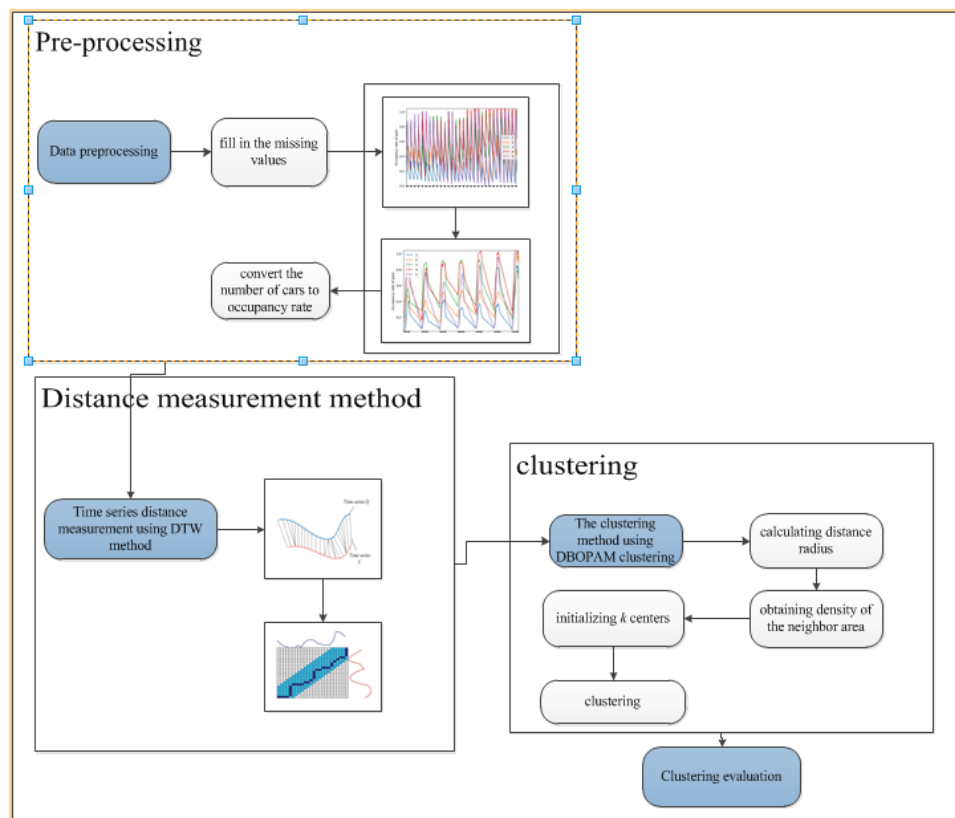 Pre-processing
Data preprocessing
fill in the missing
values
convert the
number of cars to
occupancy rate
Distance measurement method
Time series distance
measurement using DTW
method
Time series Q
Time series
C
clustering
The clustering
method using
DBOPAM clustering
calculating distance
radius
obtaining density of
the neighbor area
initializing k centers
clustering
Clustering evaluation